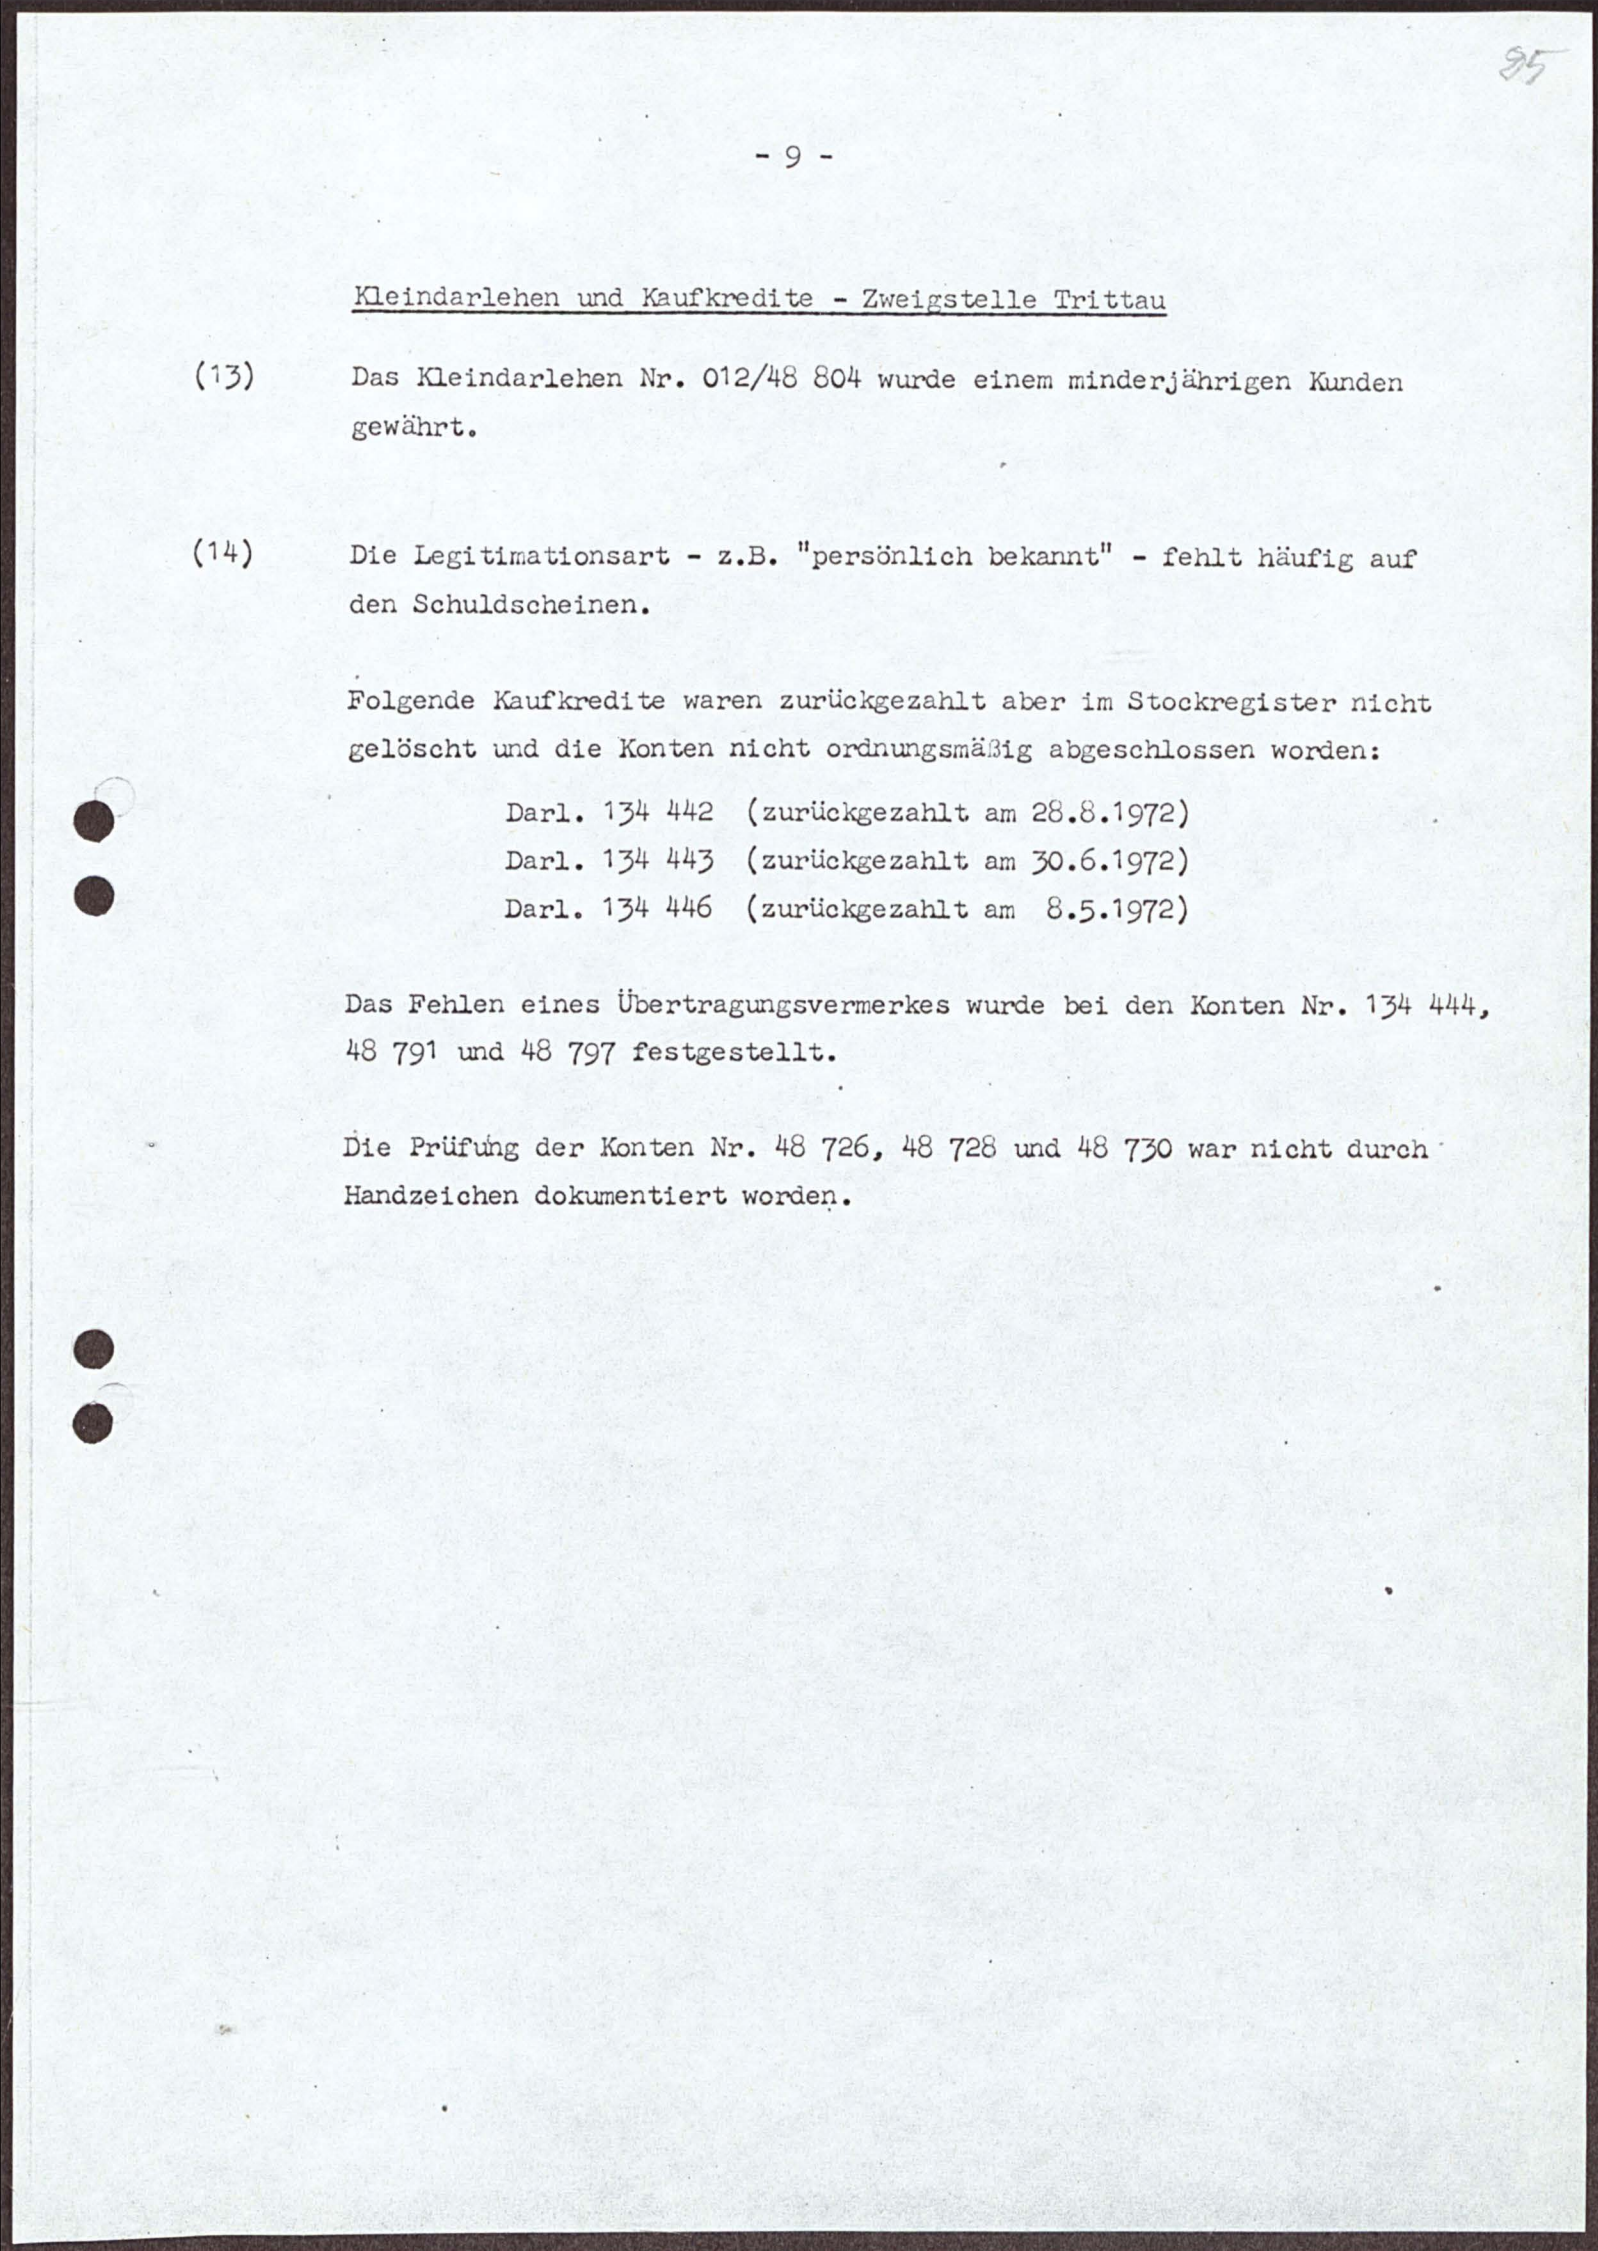 - 9 -
Kleindarlehen und Kaufkredite - Zweigstelle Trittau
(13) Das Kleindarlehen Nr. 012/48 804 wurde einem minderjährigen Kunden
gewährt.
(14) Die Legitimationsart - z.B. "persönlich bekannt" - fehlt häufig auf
den Schuldscheinen.
Folgende Kaufkredite waren zurückgezahlt aber im Stockregister nicht
gelöscht und die Konten nicht ordnungsmäßig abgeschlossen worden:
Darl. 134 442 (zurückgezahlt am 28.8.1972)
Darl. 134 443 (zurückgezahlt am 30.6.1972)
Darl. 134 446 (zurückgezahlt am 8.5.1972)
Das Fehlen eines Übertragungsvermerkes wurde bei den Konten Nr. 134 444,
48 791 und 48 797 festgestellt.
Die Prüfung der Konten Nr. 48 726, 48 728 und 48 730 war nicht durch
Handzeichen dokumentiert worden.